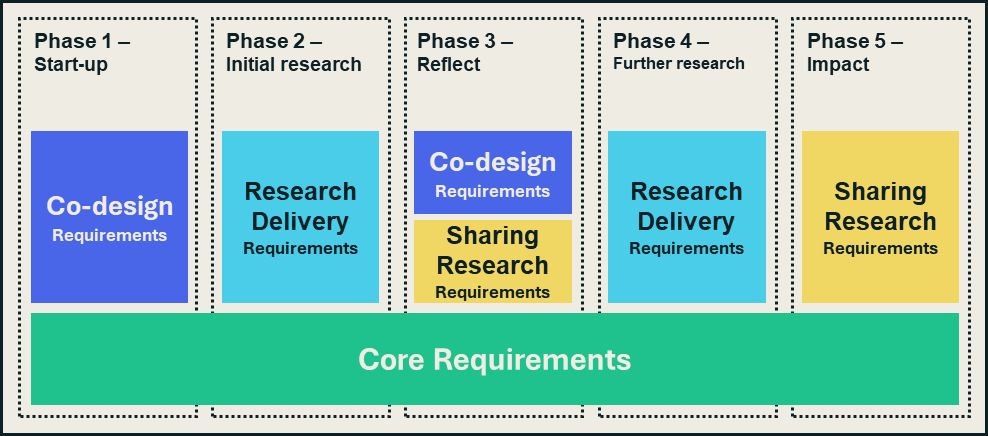 Phase 1 –
Start-up
Phase 2 –
Initial research
Phase 3 –
Reflect
Phase 4 –
Further research
Phase 5 –
Impact
Co-design
Requirements
Research
Delivery
Requirements
Co-design
Requirements
Sharing
Research
Requirements
Research
Delivery
Requirements
Sharing
Research
Requirements
Core Requirements